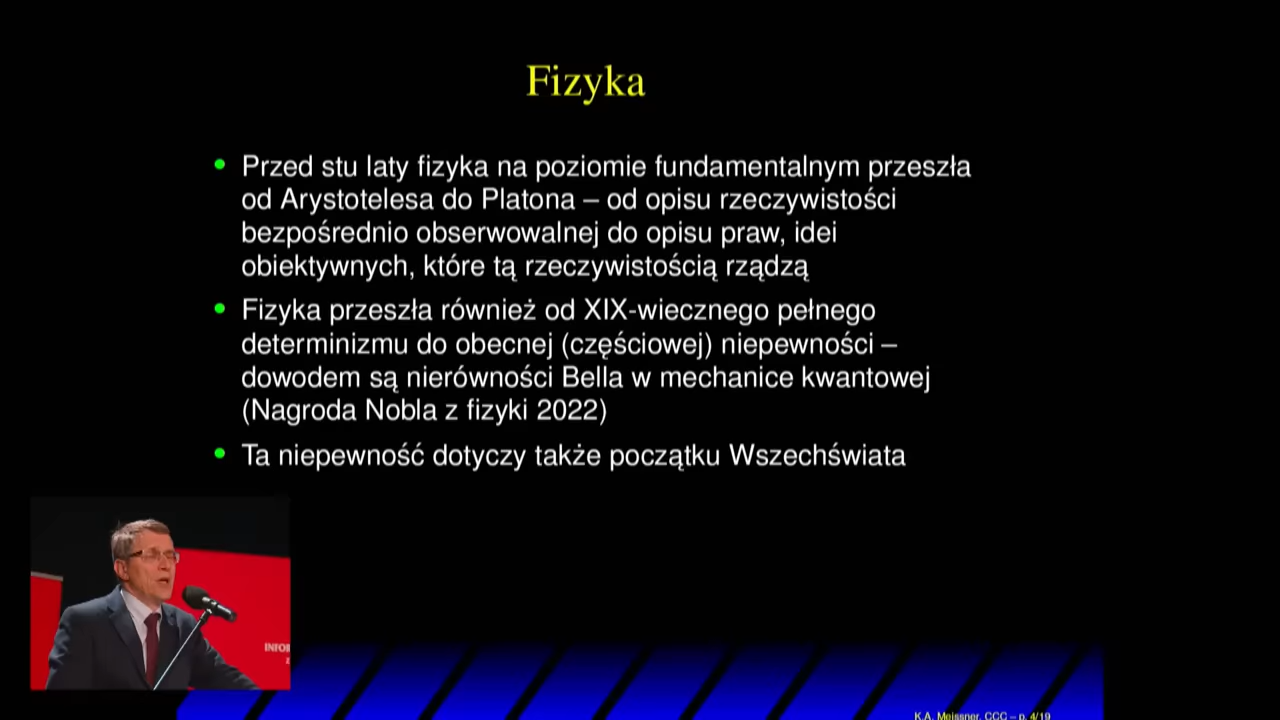 Fizyka
Przed stu laty fizyka na poziomie fundamentalnym przeszła
od Arystotelesa do Platona – od opisu rzeczywistości
bezpośrednio obserwowalnej do opisu praw, idei
obiektywnych, które tą rzeczywistością rządzą
Fizyka przeszła również od XIX-wiecznego pełnego
determinizmu do obecnej (częściowej) niepewności –
dowodem są nierówności Bella w mechanice kwantowej
(Nagroda Nobla z fizyki 2022)
Ta niepewność dotyczy także początku Wszechświata
INFOR
Z
K.A. Meissner, CCC – p. 4/19